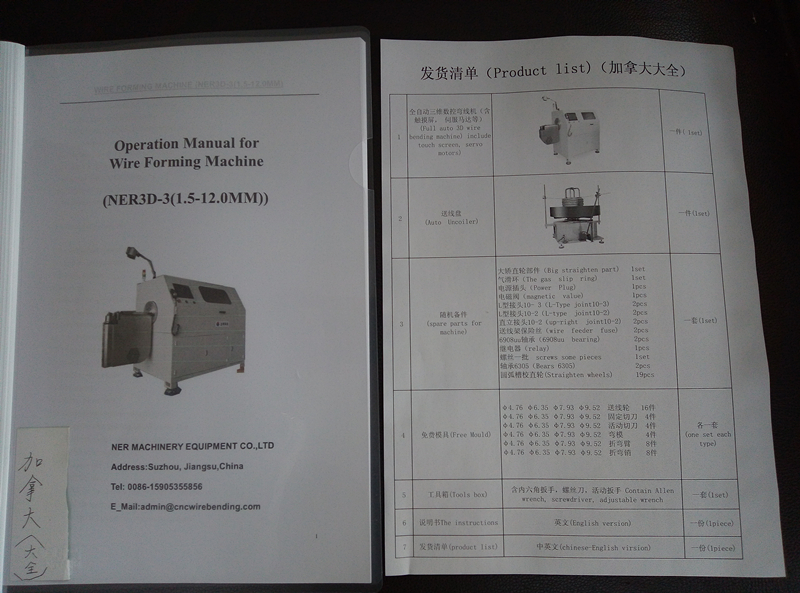 WIRE FORMING MACHINE (NER3D-3(1.5-12.0MM))
Operation Manual for
Wire Forming Machine
(NER3D-3(1.5-12.0MM))
NER MACHINERY EQUIPMENT CO.,LTD
Address:Suzhou, Jiangsu,China
Tel: 0086-15905355856
E_Mail:admin@cncwirebending.com
1
加拿大(大全)
发货清单（Product list)（加拿大大全）
1
全自动三维数控弯线机（含
触摸屏， 伺服马达等）
(Full auto 3D wire
bending machine) include
touch screen, servo
motors)
一件( 1set)
2
送线盘
(Auto Uncoiler)
一件(1set)
3
随机备件
(spare parts for
machine)
大矫直轮部件 (Big straighten part) 1set
气滑环 (The gas slip ring) 1set
电源插头 (Power Plug) 1pcs
电磁阀 (magnetic value) 1pcs
L型接头10- 3 (L-Type joint10-3) 2pcs
L型接头10-2 (L-type joint10-2) 2pcs
直立接头10-2 (up-right joint10-2) 2pcs
送线架保险丝 (wire feeder fuse) 2pcs
6908uu轴承 (6908uu bearing) 2pcs
继电器 (relay) 1pcs
螺丝一批 screws some pieces 1set
轴承6305 (Bears 6305) 2pcs
圆弧槽校直轮(Straighten wheels) 19pcs
一套(1set)
4
免费模具(Free Mould)
Φ4.76 Φ6.35 Φ7.93 Φ9.52 送线轮 16件
Φ4.76 Φ6.35 Φ7.93 Φ9.52 固定切刀 4件
Φ4.76 Φ6.35 Φ7.93 Φ9.52 活动切刀 4件
Φ4.76 Φ6.35 Φ7.93 Φ9.52 弯模 4件
Φ4.76 Φ6.35 Φ7.93 Φ9.52 折弯臂 8件
Φ4.76 Φ6.35 Φ7.93 Φ9.52 折弯销 8件
各一套
(one set each
type)
5
工具箱(Tools box)
含内六角扳手，螺丝刀，活动扳手 Contain Allen
wrench, screwdriver, adjustable wrench
一套(1set)
6
说明书The instructions
英文(English version)
一份(1piece)
7
发货清单(product list)
中英文(chinese-English virsion)
一份(1piece)